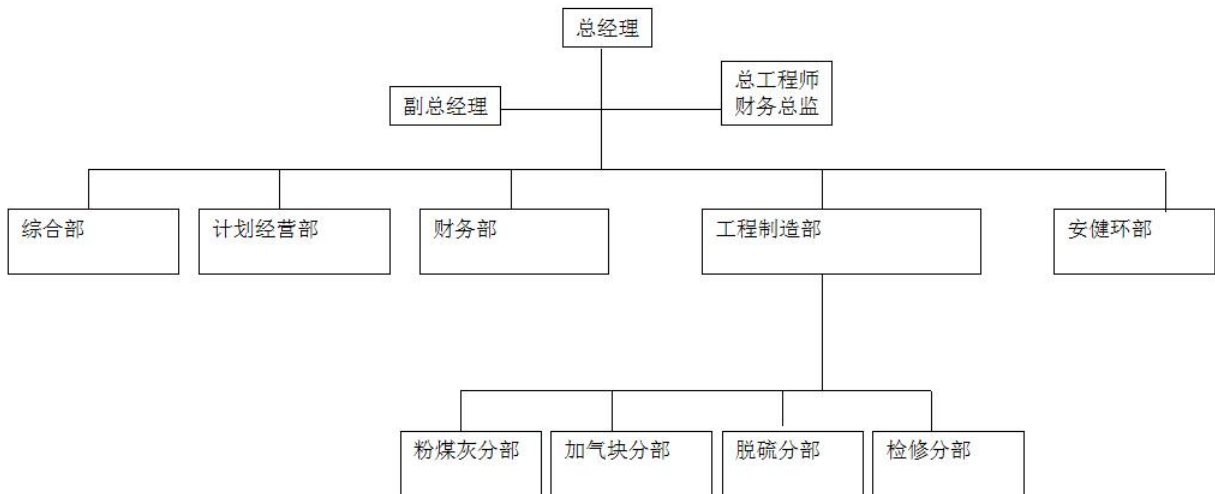 总经理
副总经理
总工程师
财务总监
综合部
计划经营部
财务部
工程制造部
安健环部
粉煤灰分部
加气块分部
脱硫分部
检修分部